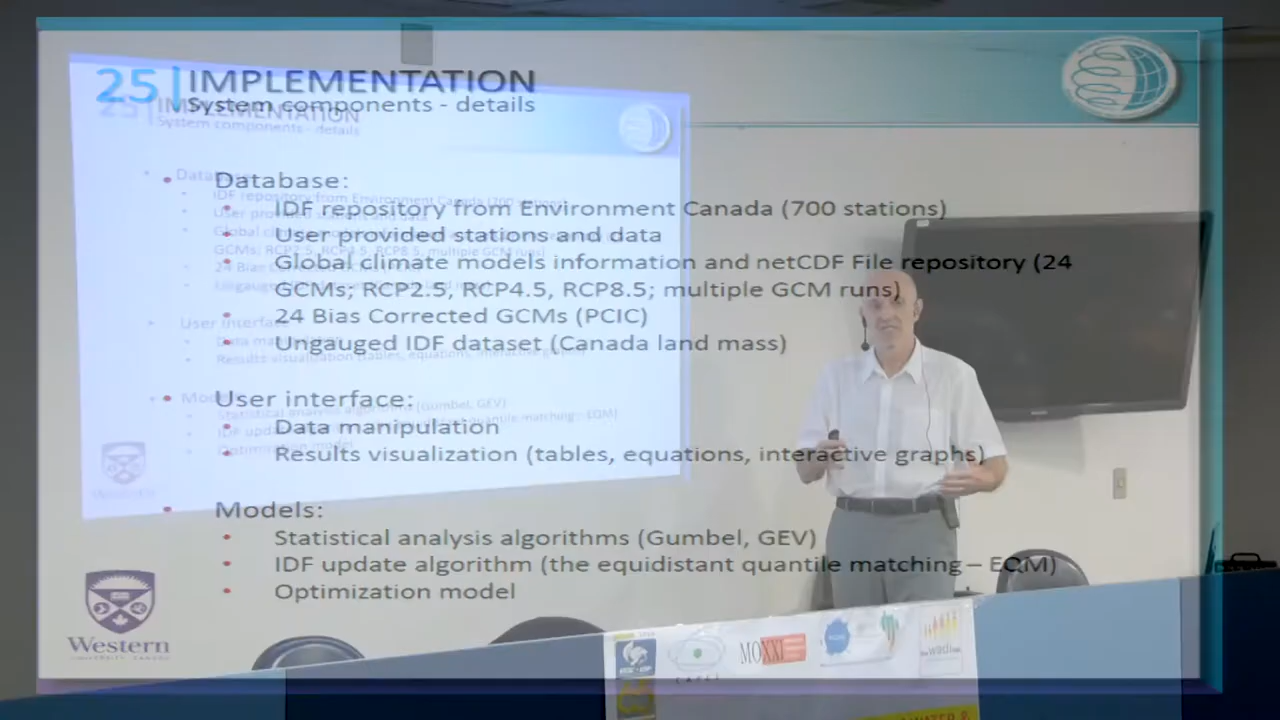 25 | IMPLEMENTATION
System components - details
• Database:
• IDF repository from Environment Canada (700 stations)
• User provided stations and data
• Global climate models information and netCDF File repository (24
GCMs; RCP2.5, RCP4.5, RCP8.5; multiple GCM runs)
• 24 Bias Corrected GCMs (PCIC)
• Ungauged IDF dataset (Canada land mass)
• User interface:
• Data manipulation
• Results visualization (tables, equations, interactive graphs)
• Models:
• Statistical analysis algorithms (Gumbel, GEV)
• IDF update algorithm (the equidistant quantile matching – EQM)
• Optimization model
Western
MOXXI